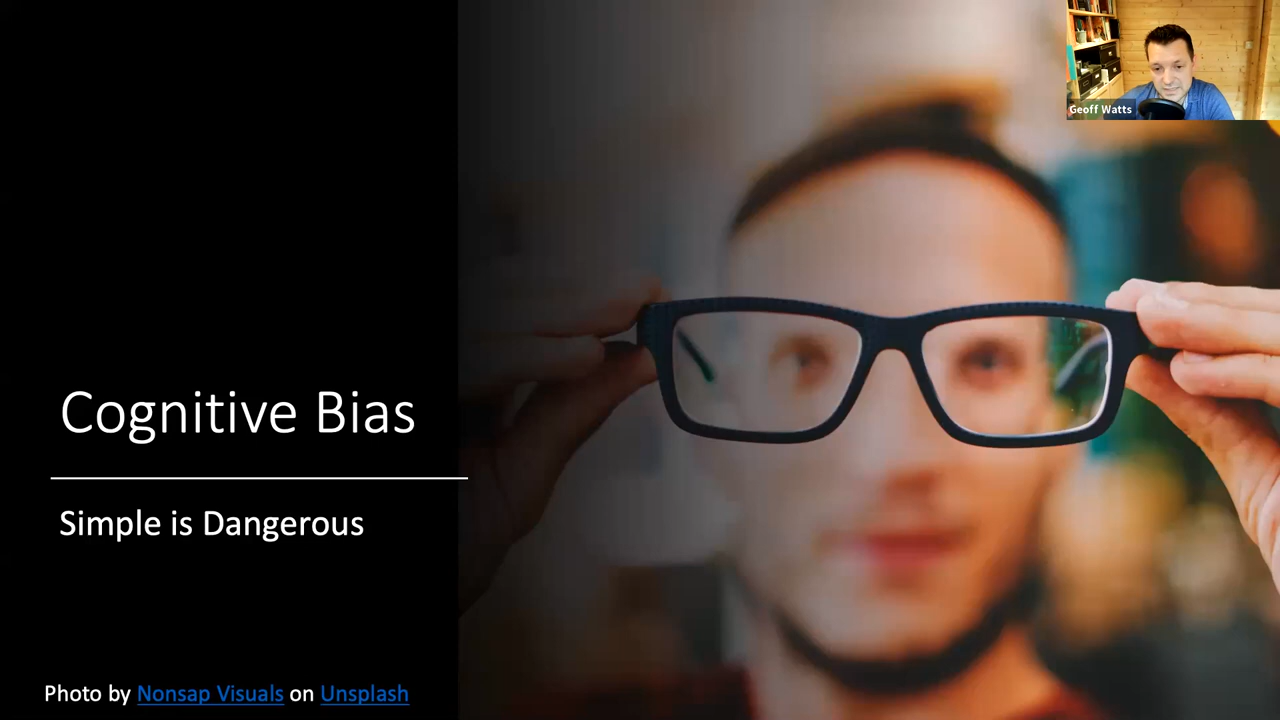 Geoff Watts
Cognitive Bias
Simple is Dangerous
Photo by Nonsap Visuals on Unsplash